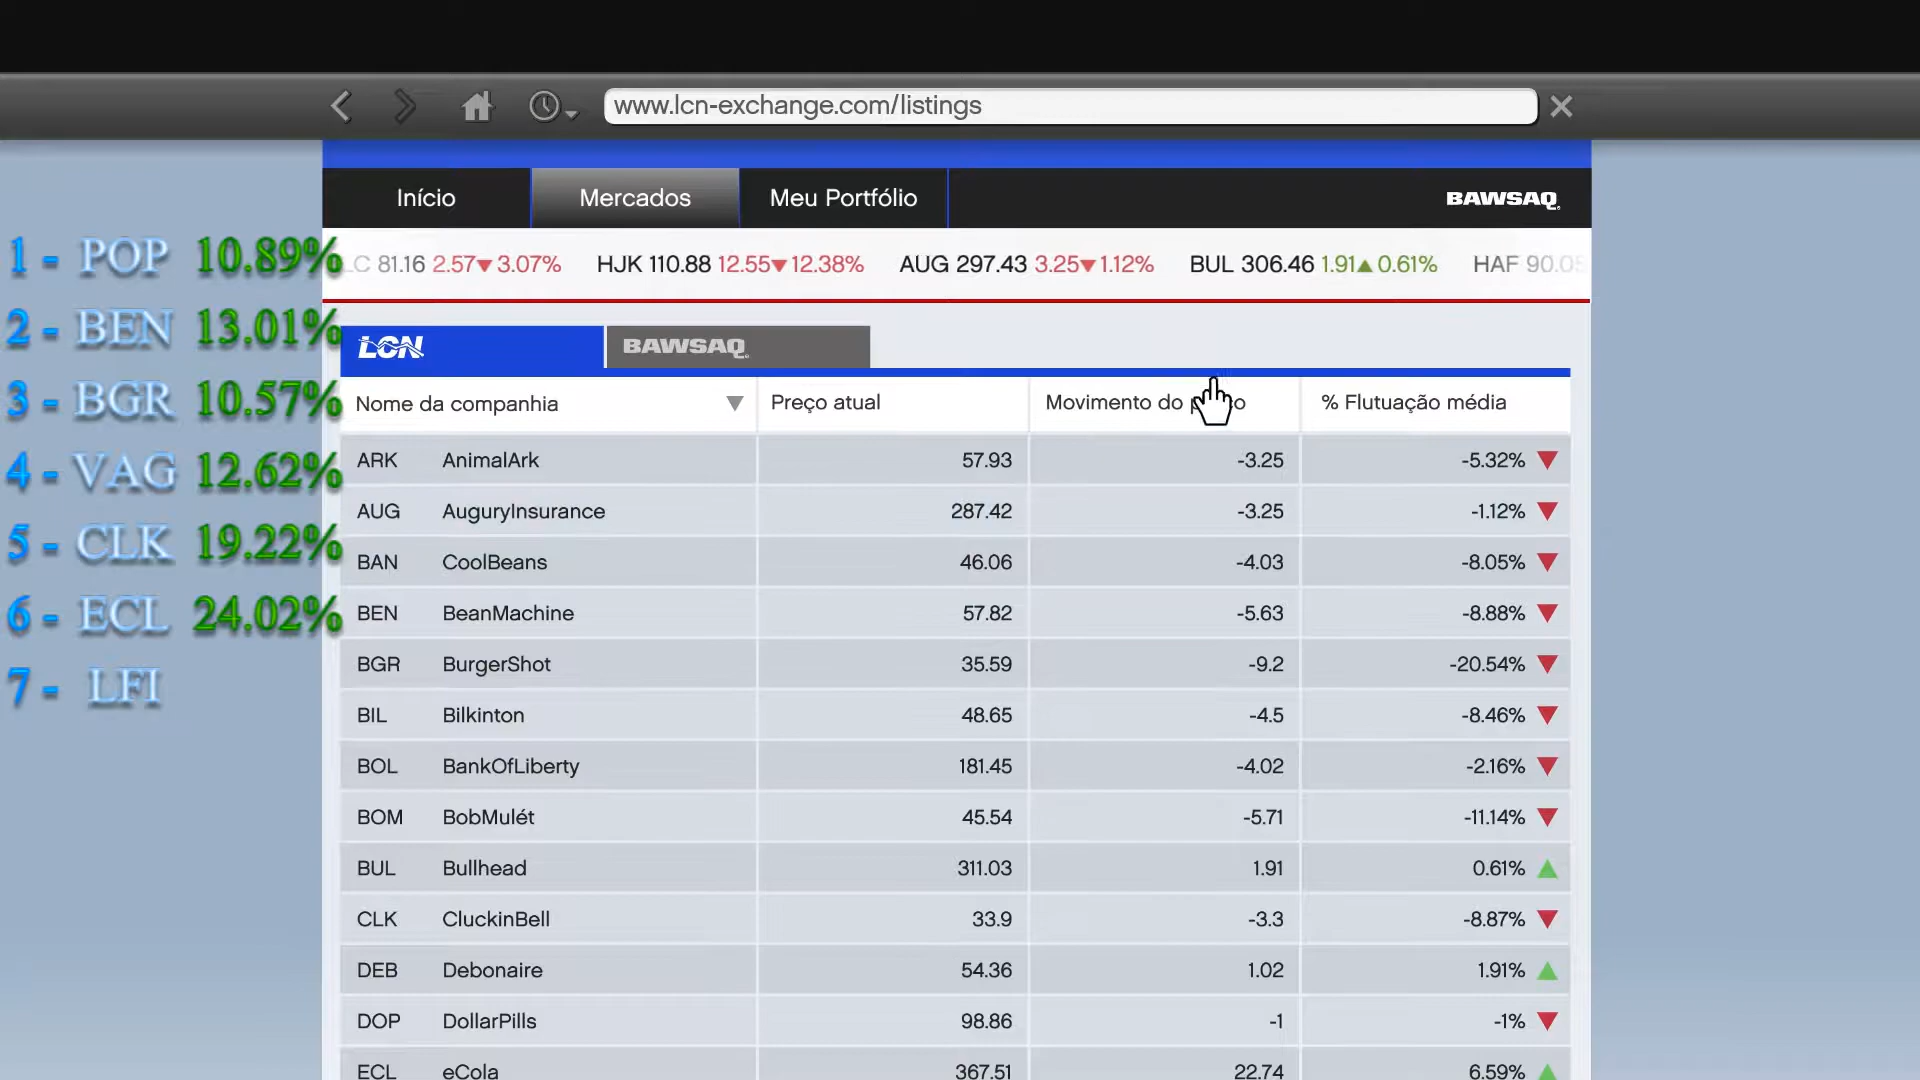 www.lcn-exchange.com/listings
Início Mercados Meu Portfólio BAWSAQ
LC 81.16 2.57▼3.07% HJK 110.88 12.55▼12.38% AUG 297.43 3.25▼1.12% BUL 306.46 1.91▲0.61% HAF 90.05
1 - POP 10.89%
2 - BEN 13.01%
3 - BGR 10.57%
4 - VAG 12.62%
5 - CLK 19.22%
6 - ECL 24.02%
7 - LFI
LCN BAWSAQ
Nome da companhia Preço atual Movimento do % Flutuação média
ARK AnimalArk 57.93 -3.25 -5.32%
AUG AuguryInsurance 287.42 -3.25 -1.12%
BAN CoolBeans 46.06 -4.03 -8.05%
BEN BeanMachine 57.82 -5.63 -8.88%
BGR BurgerShot 35.59 -9.2 -20.54%
BIL Bilkinton 48.65 -4.5 -8.46%
BOL BankOfLiberty 181.45 -4.02 -2.16%
BOM BobMulét 45.54 -5.71 -11.14%
BUL Bullhead 311.03 1.91 0.61%
CLK CluckinBell 33.9 -3.3 -8.87%
DEB Debonaire 54.36 1.02 1.91%
DOP DollarPills 98.86 -1 -1%
ECL eCola 367.51 22.74 6.59%